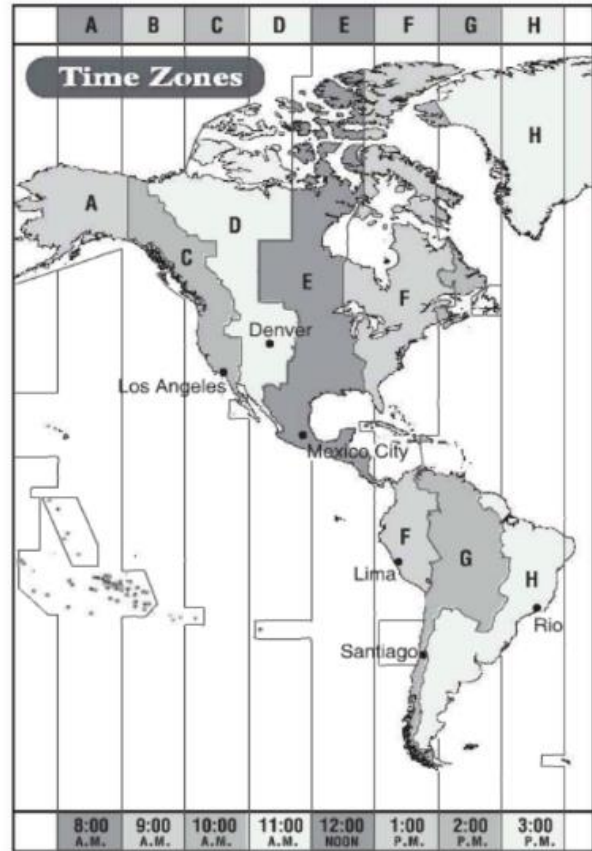 A B C D E F G H
Time Zones
H
A
D
C
E
F
Denver
Los Angeles
Mexico City
F
G
H
Lima
Rio
Santiago
8:00 9:00 10:00 11:00 12:00 1:00 2:00 3:00
A.M. A.M. A.M. A.M. NOON P.M. P.M. P.M.